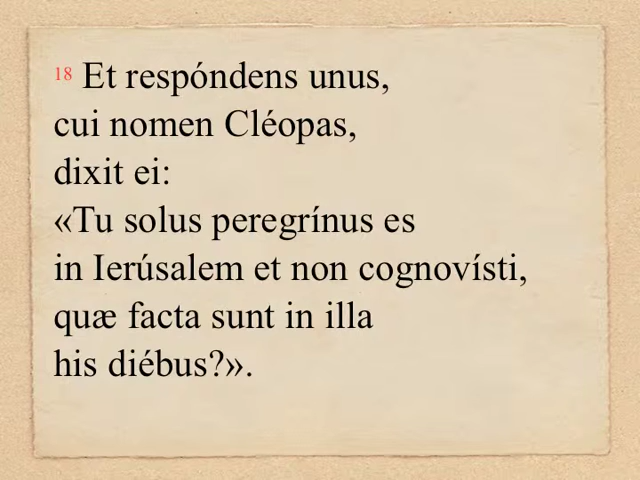 18 Et respóndens unus,
cui nomen Cléopas,
dixit ei:
«Tu solus peregrínus es
in Ierúsalem et non cognovísti,
quæ facta sunt in illa
his diébus?».